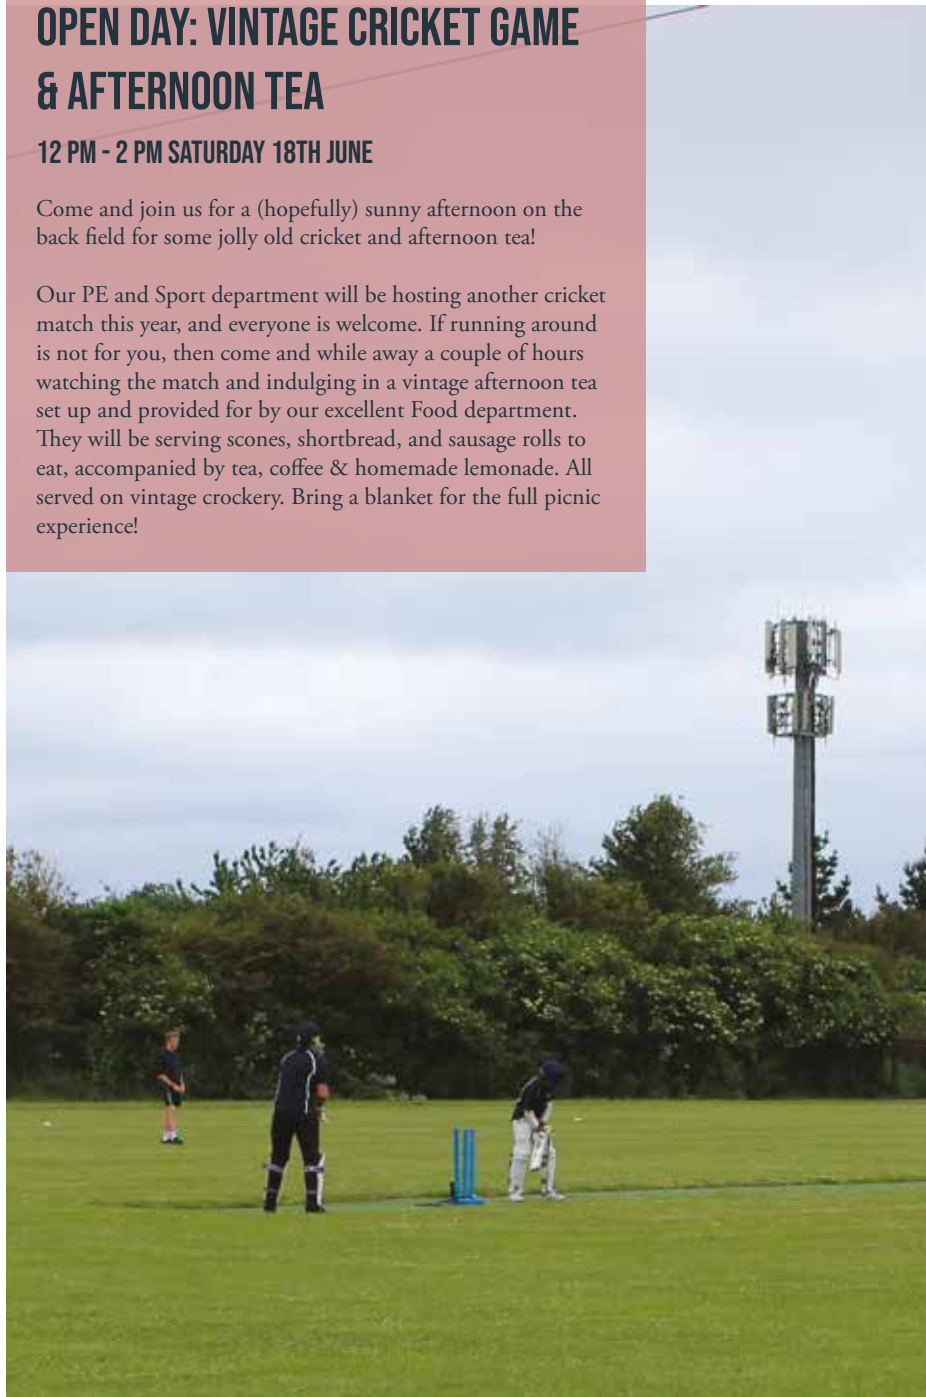 OPEN DAY: VINTAGE CRICKET GAME
& AFTERNOON TEA
12 PM - 2 PM SATURDAY 18TH JUNE
Come and join us for a (hopefully) sunny afternoon on the
back field for some jolly old cricket and afternoon tea!
Our PE and Sport department will be hosting another cricket
match this year, and everyone is welcome. If running around
is not for you, then come and while away a couple of hours
watching the match and indulging in a vintage afternoon tea
set up and provided for by our excellent Food department.
They will be serving scones, shortbread, and sausage rolls to
eat, accompanied by tea, coffee & homemade lemonade. All
served on vintage crockery. Bring a blanket for the full picnic
experience!